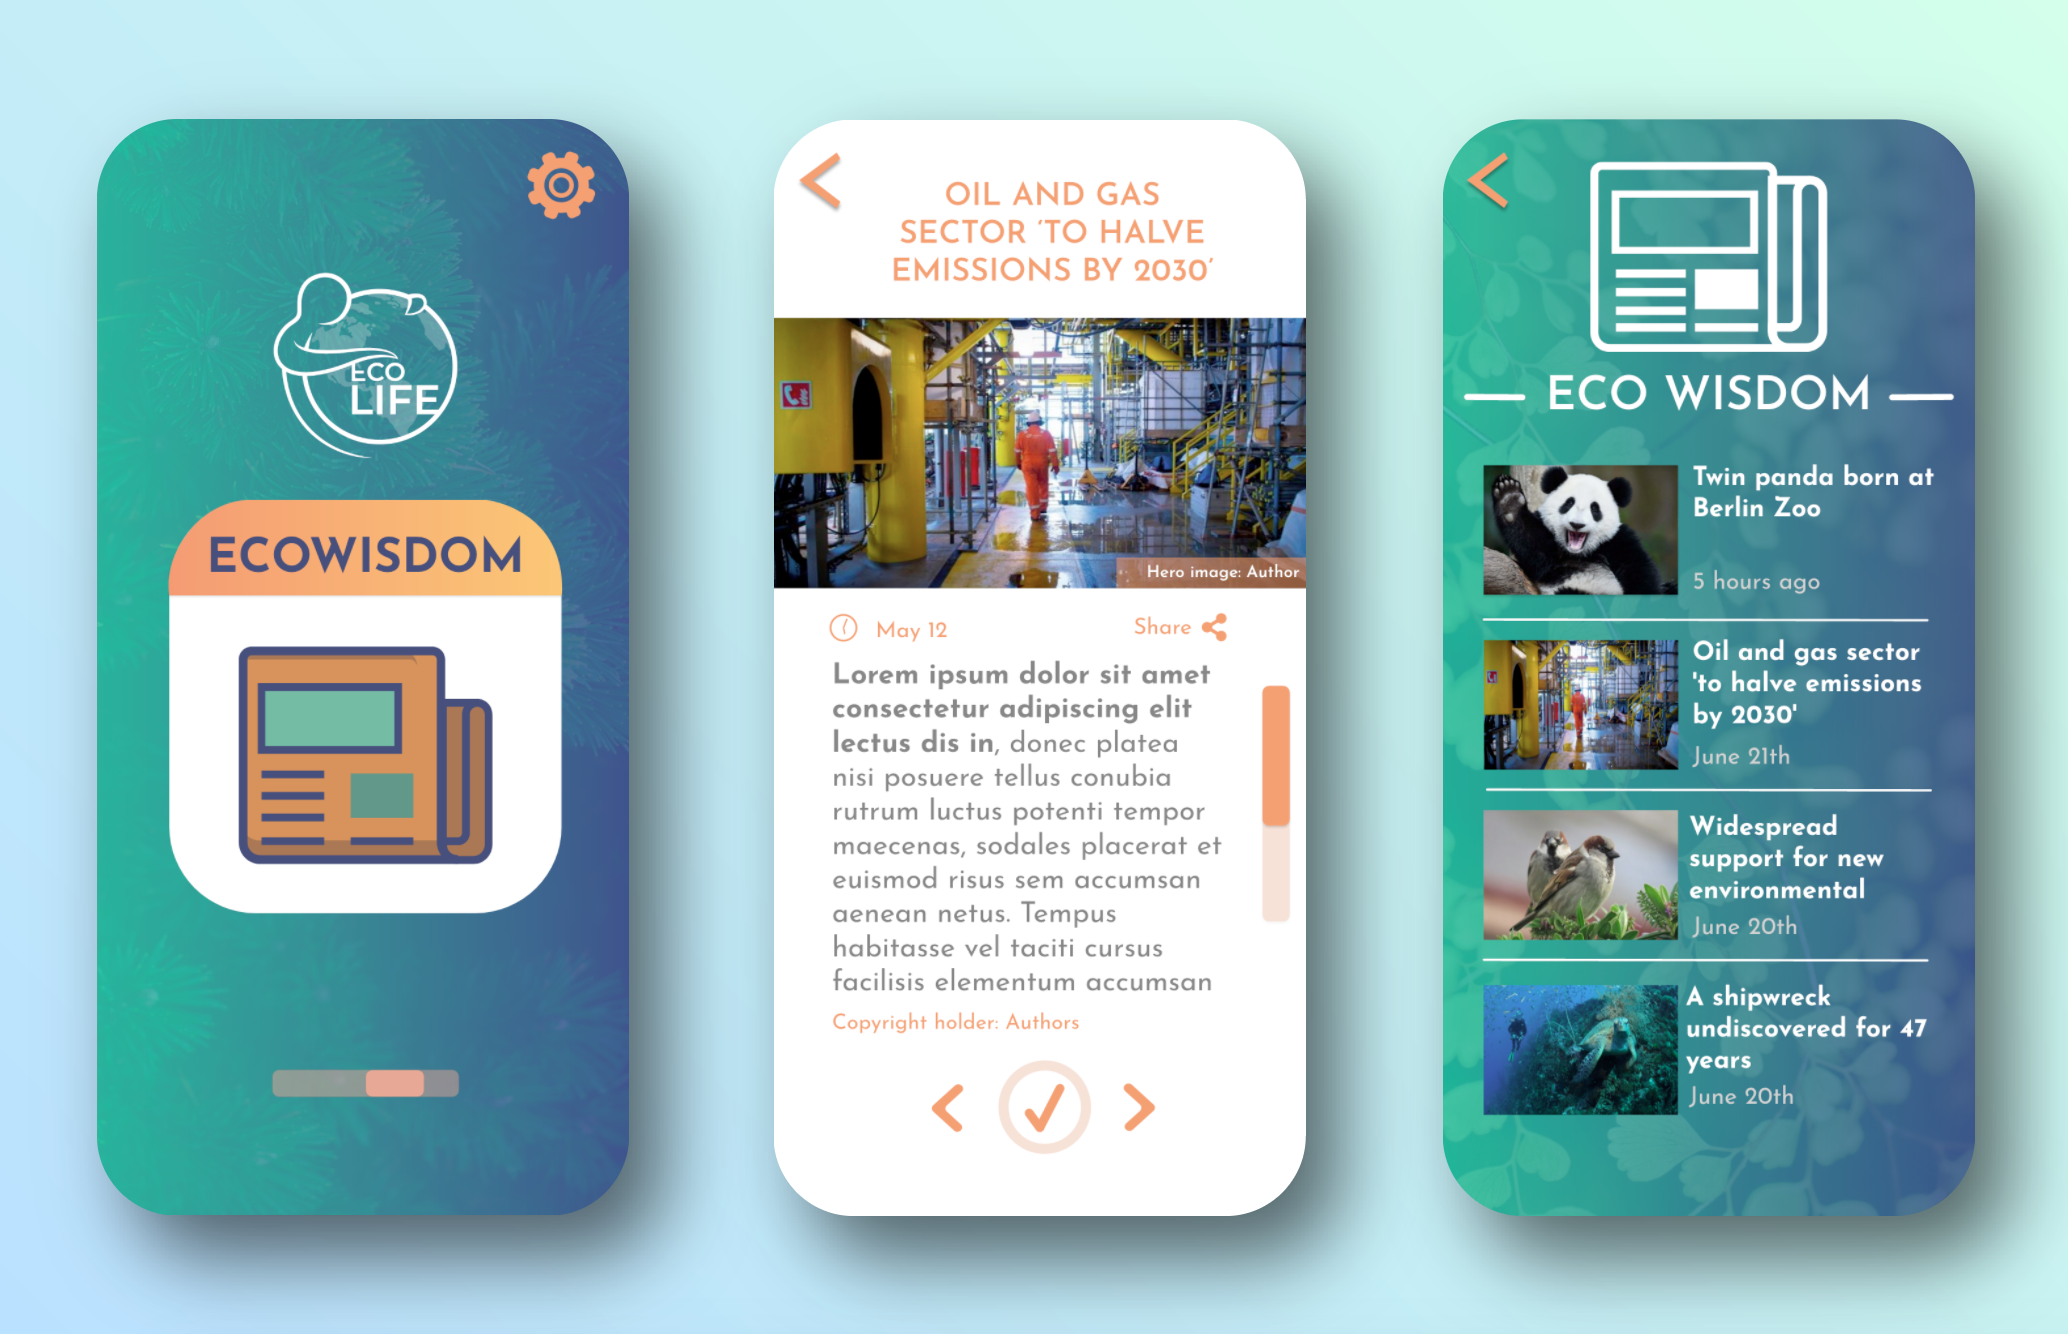 ECO
LIFE
ECOWISDOM
OIL AND GAS
SECTOR ‘TO HALVE
EMISSIONS BY 2030‘
Hero image: Author
May 12
Share
Lorem ipsum dolor sit amet
consectetur adipiscing elit
lectus dis in, donec platea
nisi posuere tellus conubia
rutrum luctus potenti tempor
maecenas, sodales placerat et
euismod risus sem accumsan
aenean netus. Tempus
habitasse vel taciti cursus
facilisis elementum accumsan
Copyright holder: Authors
ECO WISDOM
Twin panda born at
Berlin Zoo
5 hours ago
Oil and gas sector
'to halve emissions
by 2030'
June 21th
Widespread
support for new
environmental
June 20th
A shipwreck
undiscovered for 47
years
June 20th